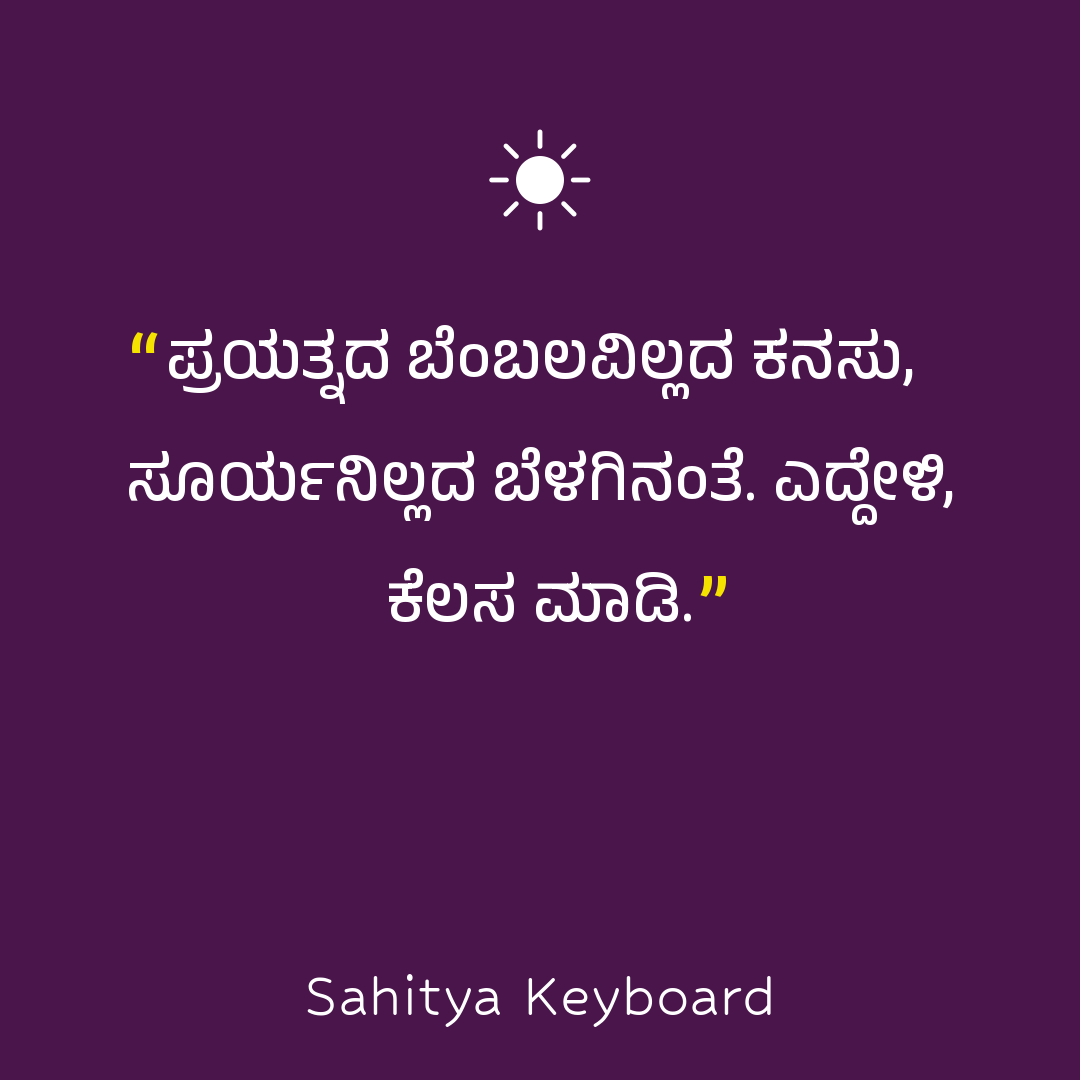 “ಪ್ರಯತ್ನದ ಬೆಂಬಲವಿಲ್ಲದ ಕನಸು,
ಸೂರ್ಯನಿಲ್ಲದ ಬೆಳಗಿನಂತೆ. ಎದ್ದೇಳಿ,
ಕೆಲಸ ಮಾಡಿ.”
Sahitya Keyboard